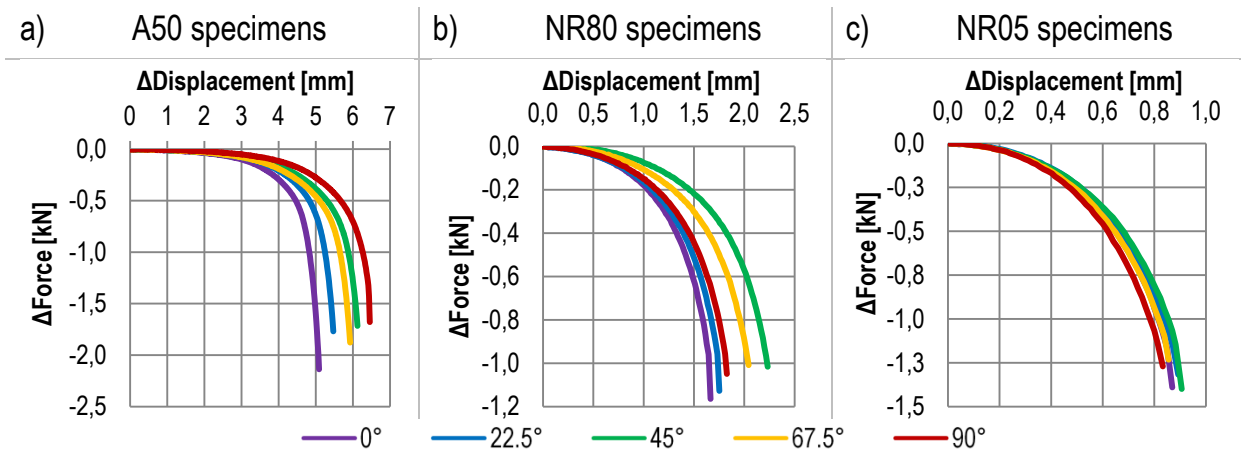 a) A50 specimens
ΔDisplacement [mm]
0 1 2 3 4 5 6 7
0,0
-0,5
-1,0
-1,5
-2,0
-2,5
ΔForce [kN]
b) NR80 specimens
ΔDisplacement [mm]
0,0 0,5 1,0 1,5 2,0 2,5
0,0
-0,2
-0,4
-0,6
-0,8
-1,0
-1,2
ΔForce [kN]
c) NR05 specimens
ΔDisplacement [mm]
0,0 0,2 0,4 0,6 0,8 1,0
0,0
-0,3
-0,5
-0,8
-1,0
-1,3
-1,5
ΔForce [kN]
0° 22.5° 45° 67.5° 90°